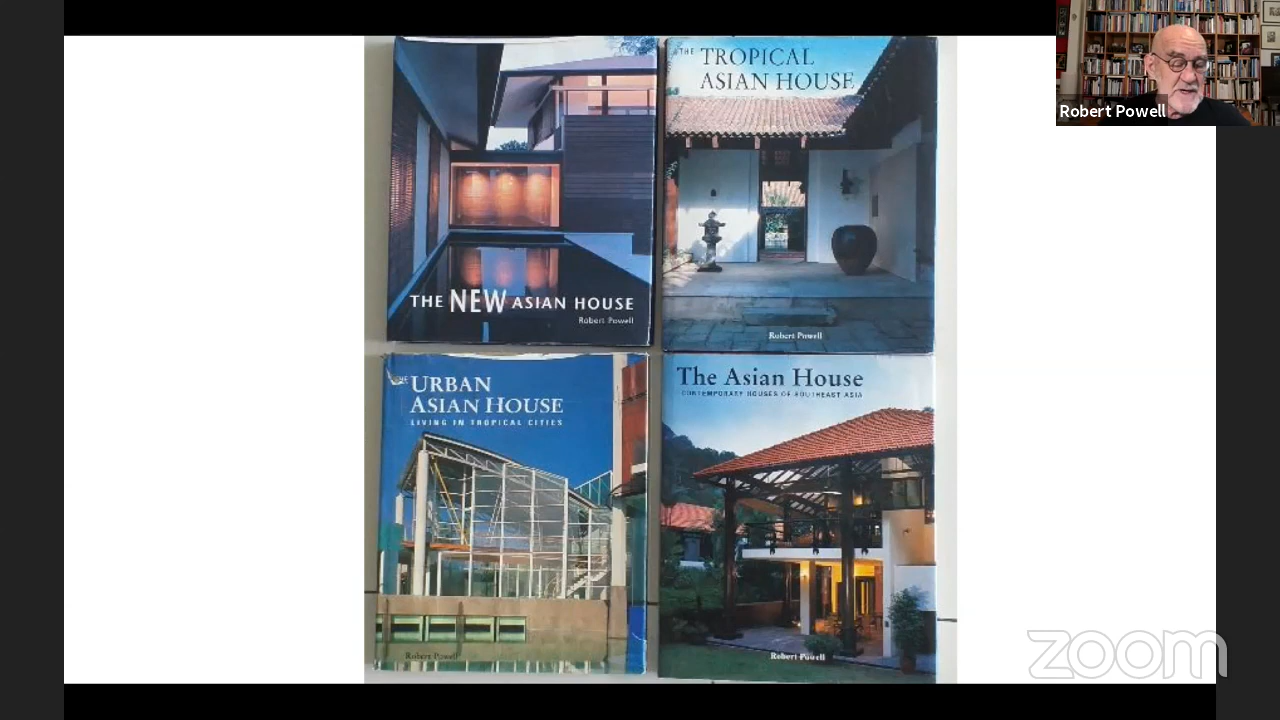 Robert Powell
THE NEW ASIAN HOUSE
Robert Powell
THE TROPICAL
ASIAN HOUSE
Robert Powell
THE URBAN
ASIAN HOUSE
LIVING IN TROPICAL CITIES
Robert Powell
The Asian House
CONTEMPORARY HOUSES OF SOUTHEAST ASIA
Robert Powell
zoom